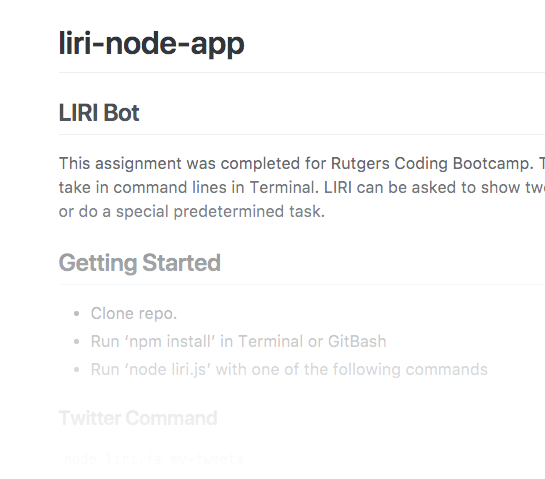 liri-node-app
LIRI Bot
This assignment was completed for Rutgers Coding Bootcamp.
take in command lines in Terminal. LIRI can be asked to show
or do a special predetermined task.
Getting Started
• Clone repo.
• Run ‘npm install’ in Terminal or GitBash
• Run ‘node liri.js’ with one of the following commands
Twitter Command
node liri.js my-tweets